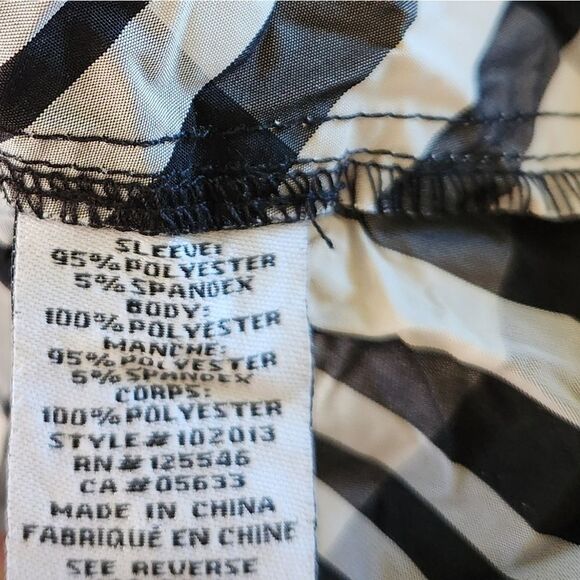 SLEEVE:
95% POLYESTER
5% SPANDEX
BODY:
100% POLYESTER
MANCHE:
95% POLYESTER
5% SPANDEX
CORPS:
100% POLYESTER
STYLE# 102013
RN# 125546
CA# 05633
MADE IN CHINA
FABRIQUÉ EN CHINE
SEE REVERSE